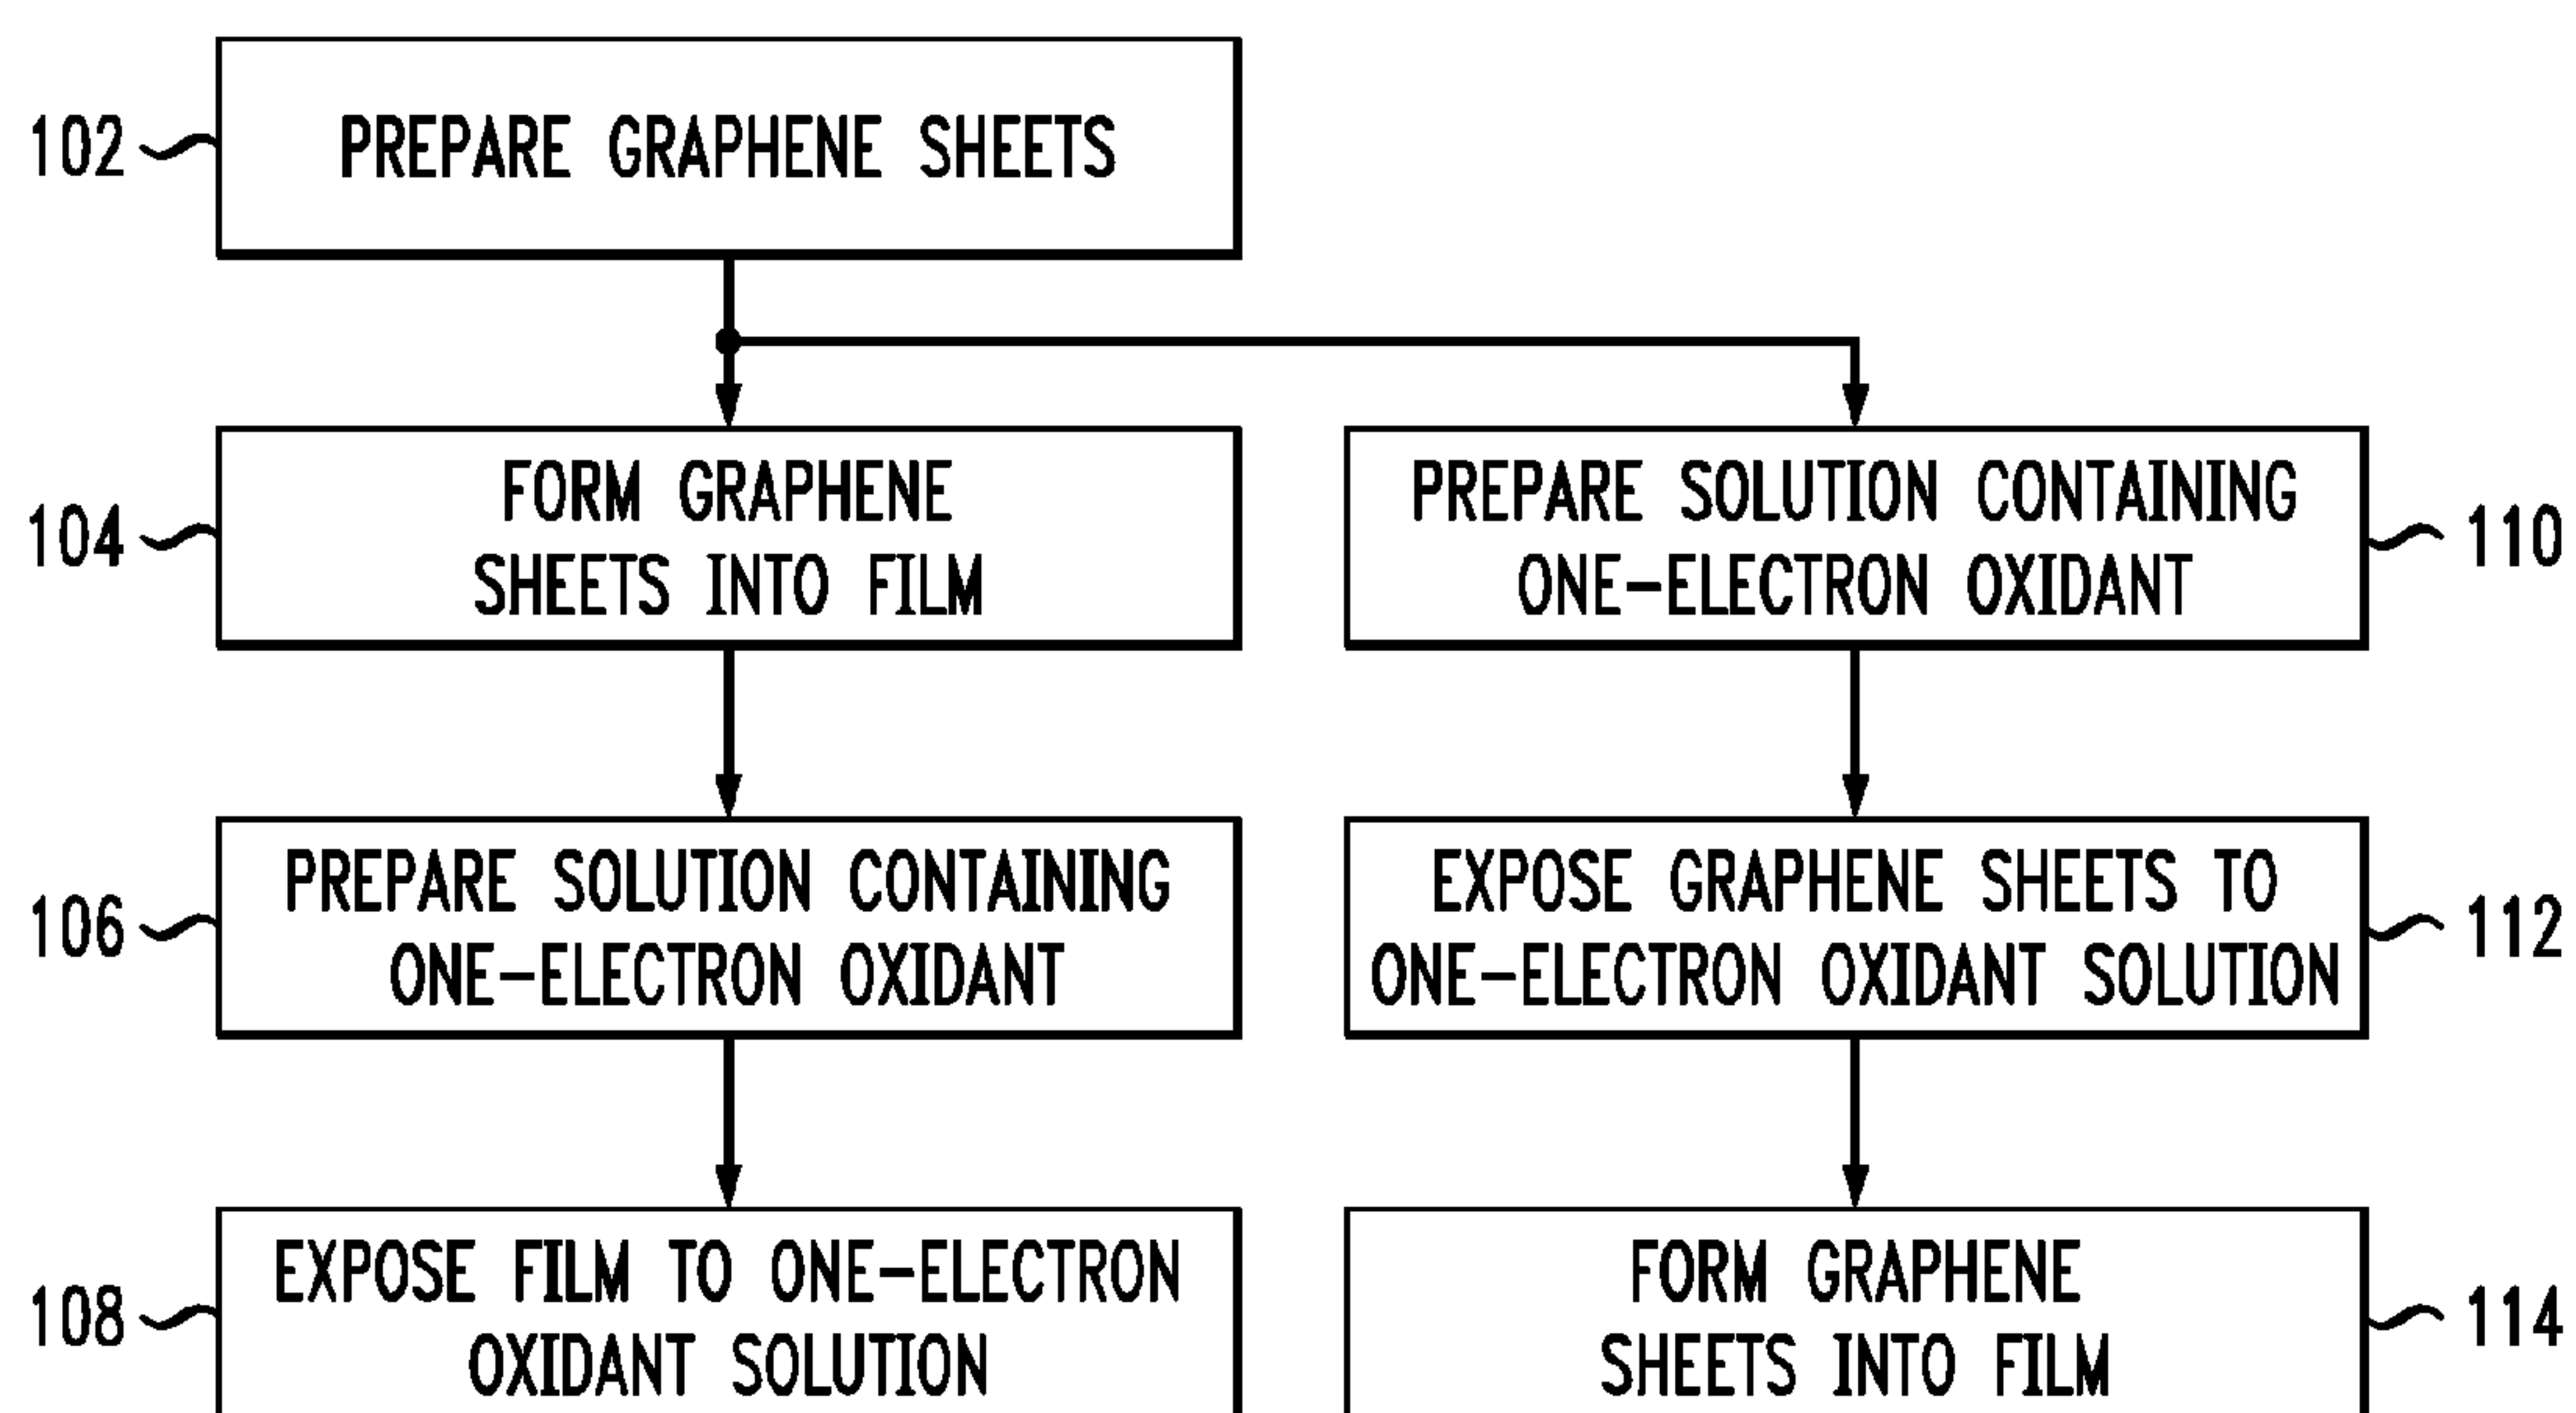 102
PREPARE GRAPHENE SHEETS
104
FORM GRAPHENE
SHEETS INTO FILM
106
PREPARE SOLUTION CONTAINING
ONE-ELECTRON OXIDANT
108
EXPOSE FILM TO ONE-ELECTRON
OXIDANT SOLUTION
PREPARE SOLUTION CONTAINING
ONE-ELECTRON OXIDANT
110
EXPOSE GRAPHENE SHEETS TO
ONE-ELECTRON OXIDANT SOLUTION
112
FORM GRAPHENE
SHEETS INTO FILM
114